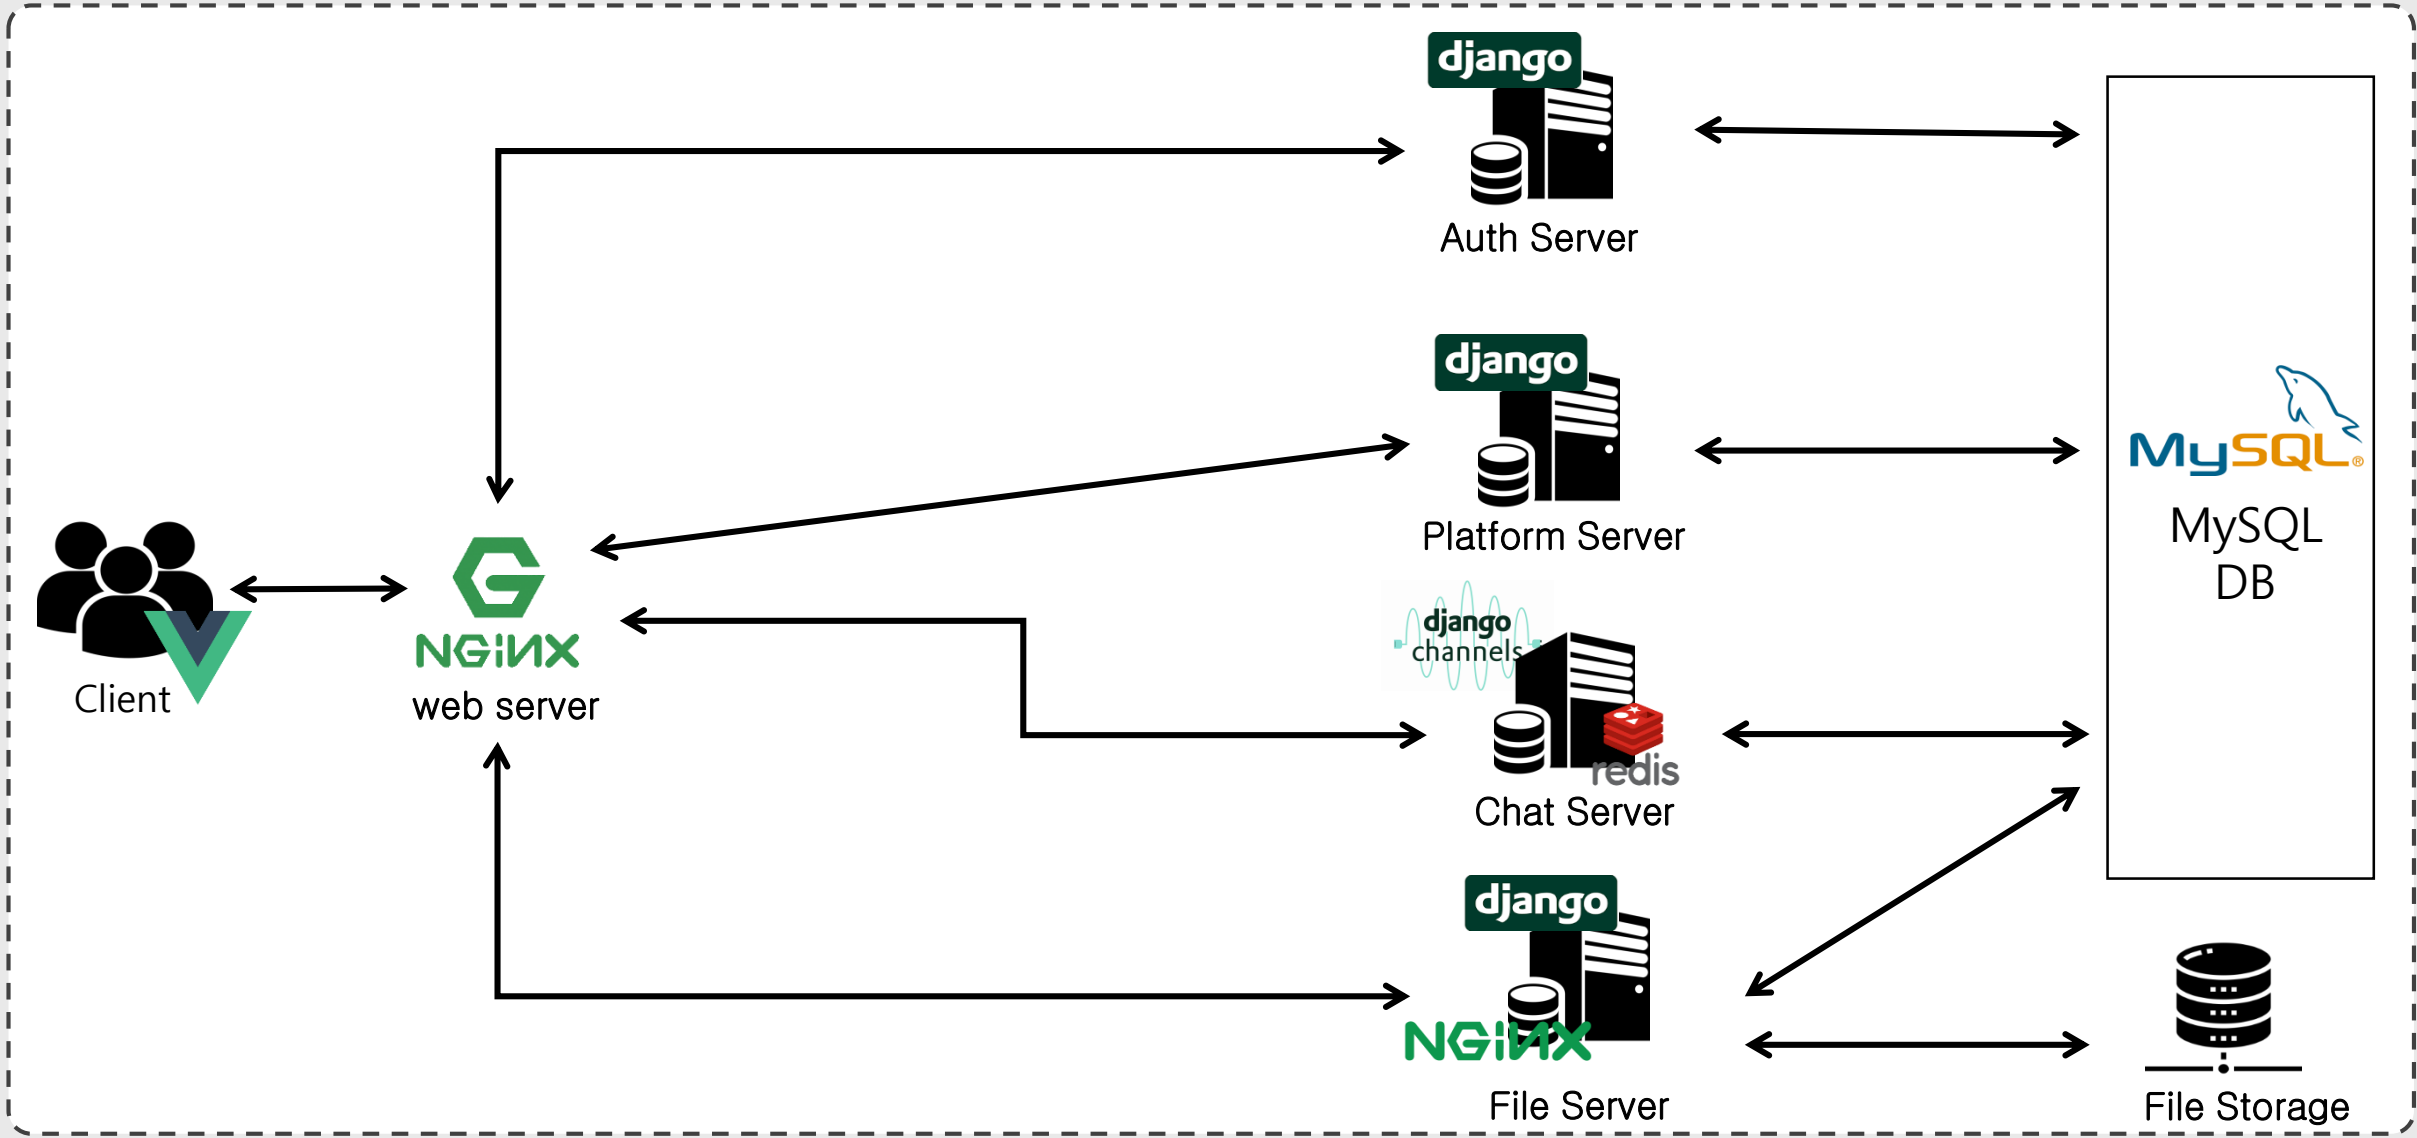 django
Auth Server
django
Platform Server
MySQL®
MySQL
DB
NGINX
web server
Client
django
channels
redis
Chat Server
django
NGINX
File Server
File Storage